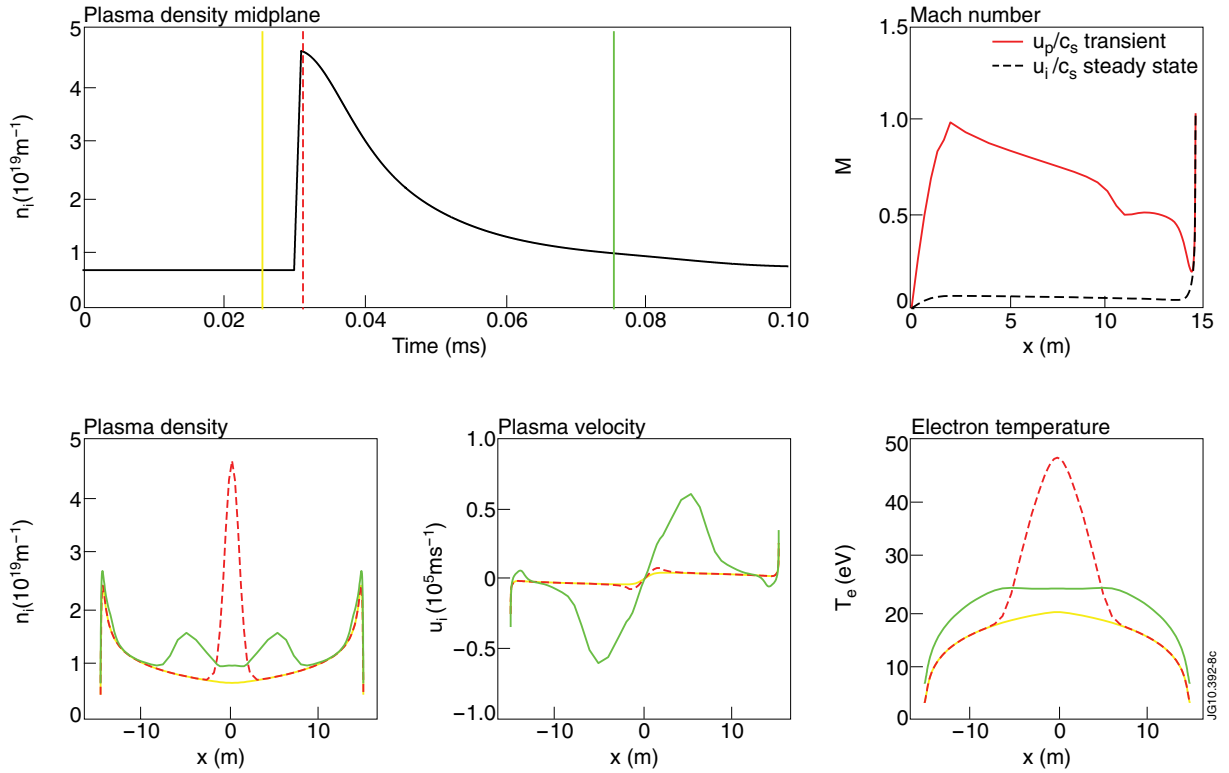 Plasma density midplane
5
4
3
2
1
0
n_i(10^19m^−1)
0
0.02
0.04
0.06
0.08
0.10
Time (ms)
Mach number
1.5
1.0
0.5
0
M
u_p/c_s transient
u_i/c_s steady state
0
5
10
15
x (m)
Plasma density
5
4
3
2
1
0
n_i(10^19m^−1)
−10
0
10
x (m)
Plasma velocity
1.0
0.5
0
−0.5
−1.0
u_i (10^5ms^−1)
−10
0
10
x (m)
Electron temperature
50
40
30
20
10
0
T_e (eV)
−10
0
10
x (m)
JG10.392-8c